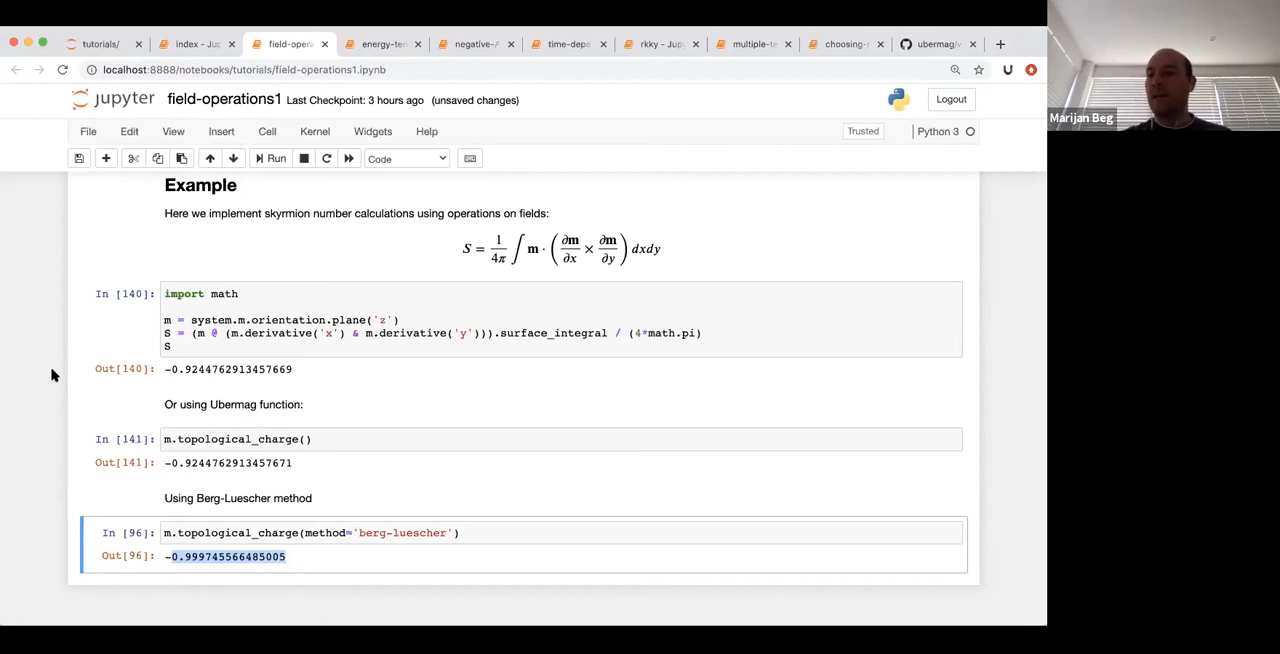 tutorials/
index - Jup
field-opera
energy-ter
negative-/
time-depe
rkky - Jup
multiple-te
choosing-
ubermag/
localhost:8888/notebooks/tutorials/field-operations1.ipynb
jupyter field-operations1 Last Checkpoint: 3 hours ago (unsaved changes)
Logout
Marijan Beg
File Edit View Insert Cell Kernel Widgets Help
Trusted
Python 3
Run
Code
Example
Here we implement skyrmion number calculations using operations on fields:
S = 1/4π ∫ m · (∂m/∂x × ∂m/∂y) dxdy
In [140]: import math
m = system.m.orientation.plane('z')
S = (m @ (m.derivative('x') & m.derivative('y'))).surface_integral / (4*math.pi)
S
Out[140]: -0.9244762913457669
Or using Ubermag function:
In [141]: m.topological_charge()
Out[141]: -0.9244762913457671
Using Berg-Luescher method
In [96]: m.topological_charge(method='berg-luescher')
Out[96]: -0.999745566485005